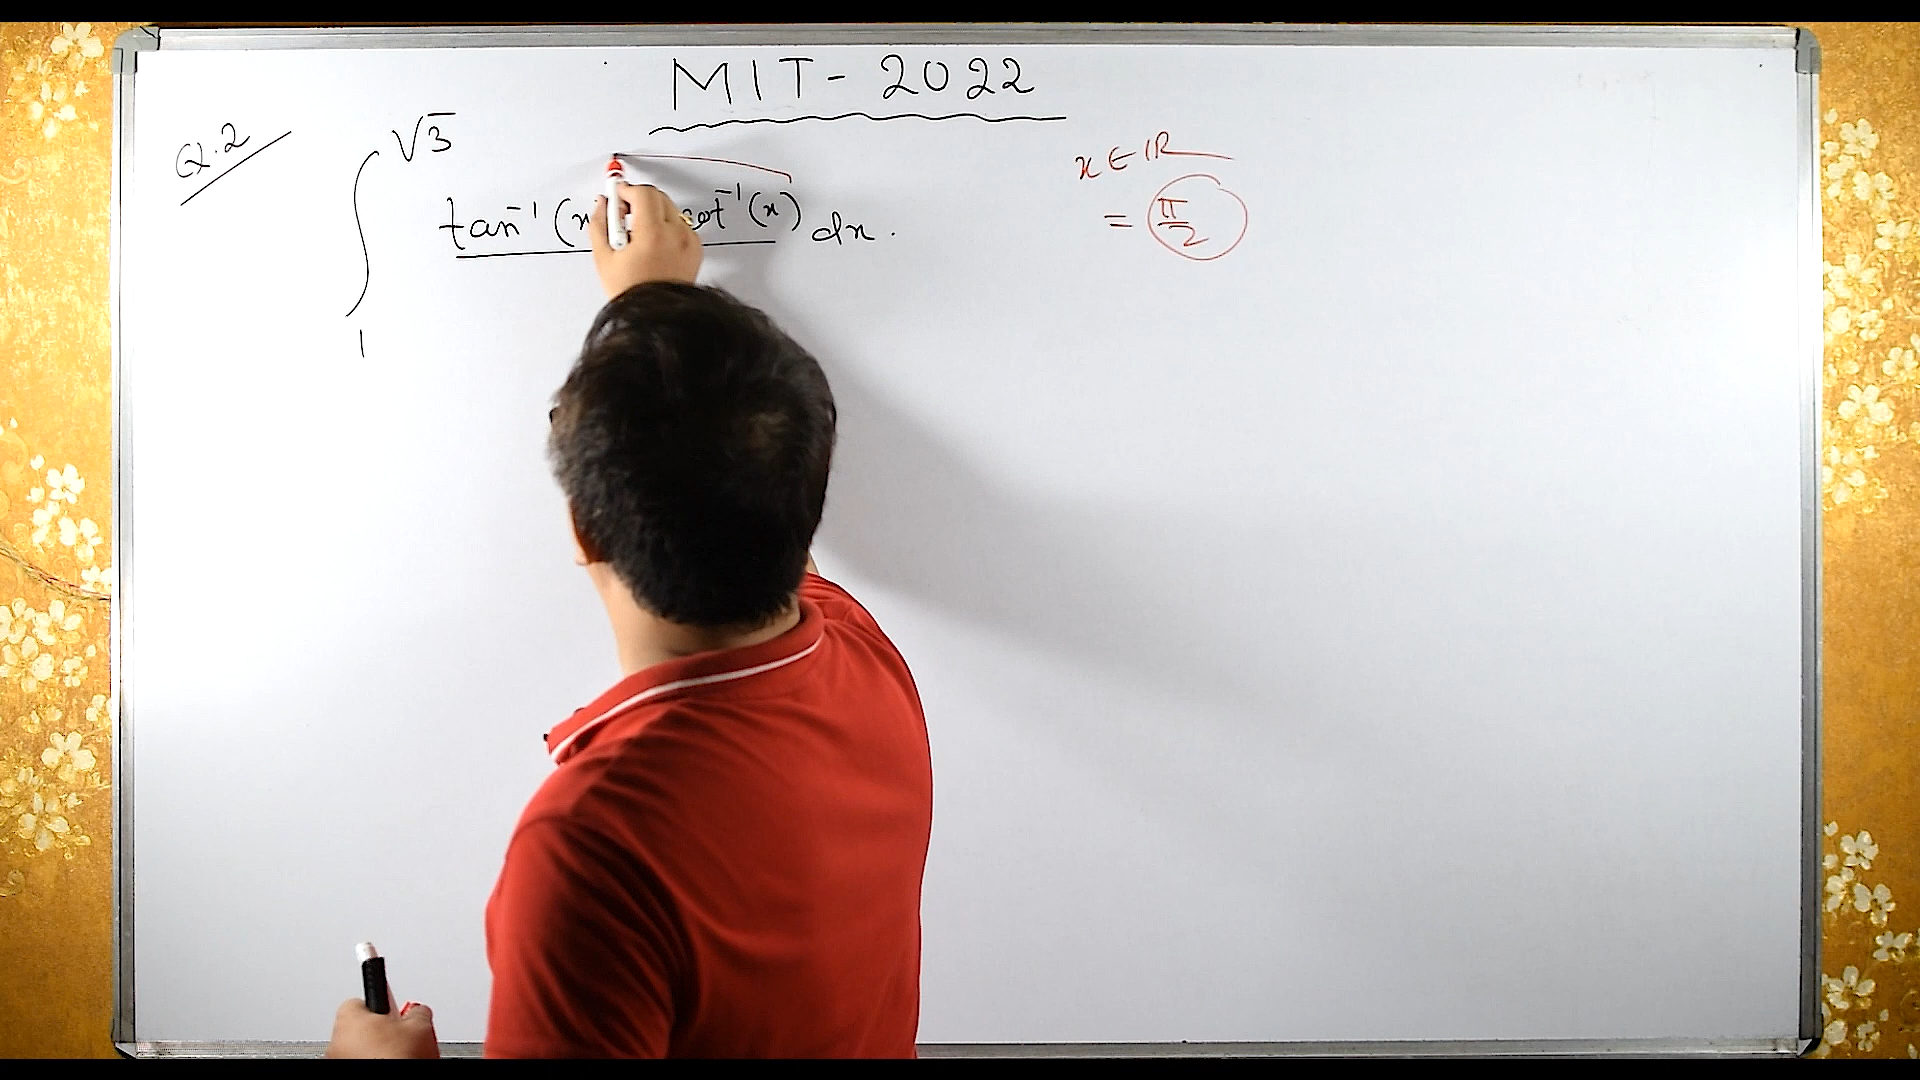 MIT - 2022
Q.2
∫₁^√3 tan⁻¹(x cot⁻¹(x) dx.
x ∈ IR
= π/2